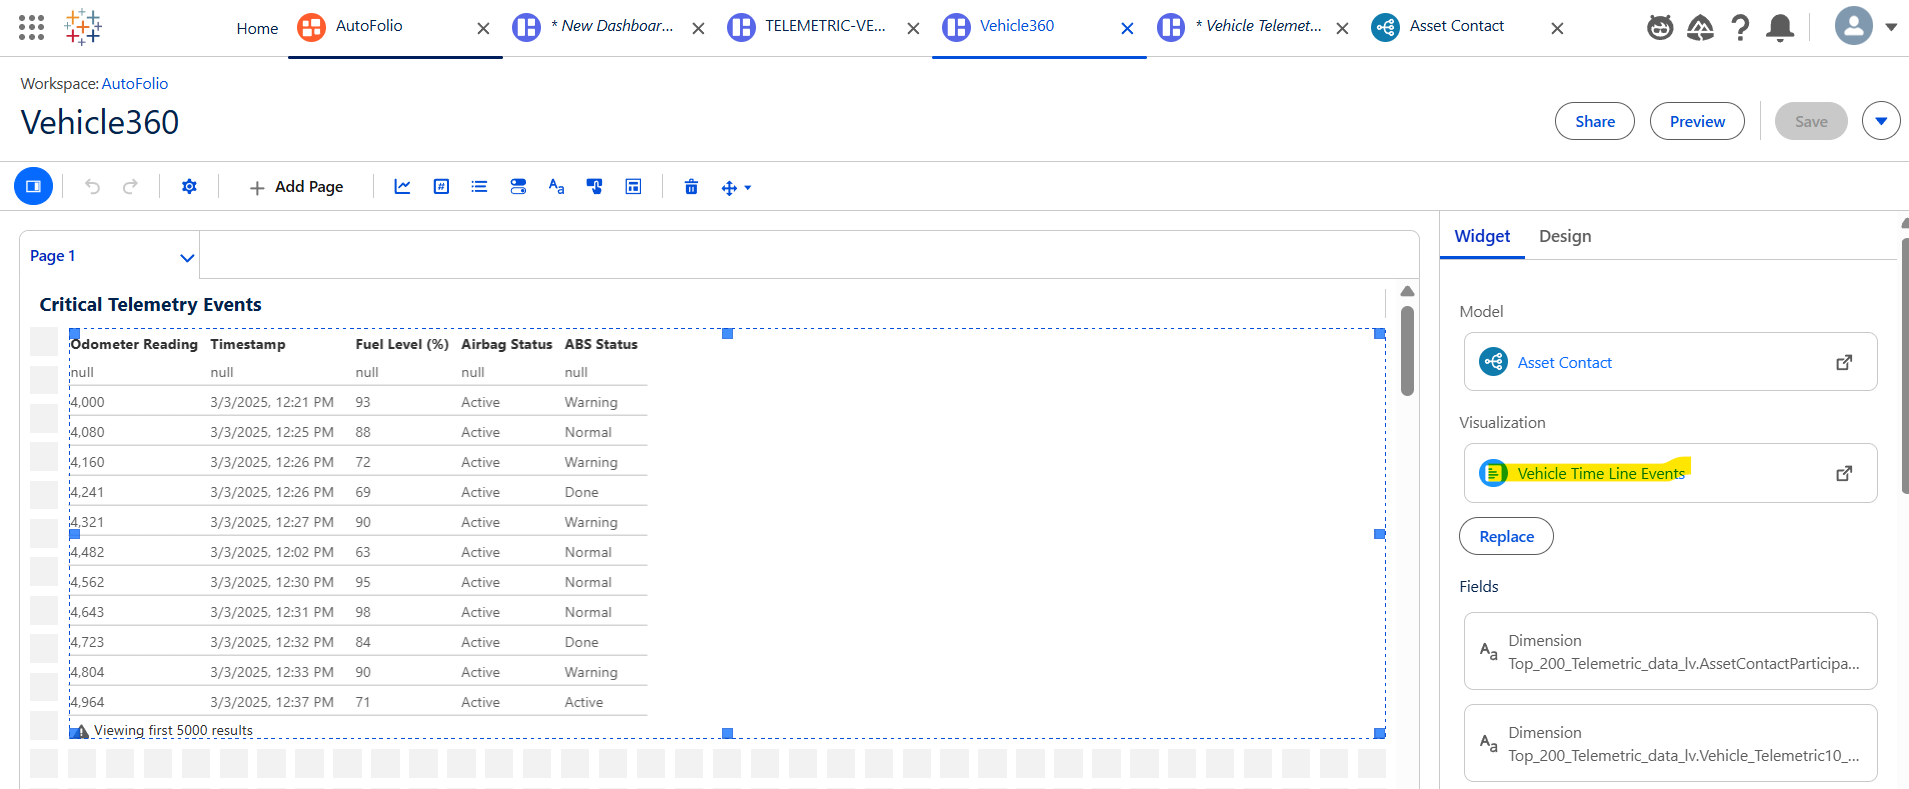 Home
AutoFolio
* New Dashboar...
TELEMETRIC-VE...
Vehicle360
* Vehicle Telemet...
Asset Contact
Workspace: AutoFolio
Vehicle360
Share
Preview
Save
Add Page
Page 1
Critical Telemetry Events
Odometer Reading Timestamp Fuel Level (%) Airbag Status ABS Status
null null null null null
4,000 3/3/2025, 12:21 PM 93 Active Warning
4,080 3/3/2025, 12:25 PM 88 Active Normal
4,160 3/3/2025, 12:26 PM 72 Active Warning
4,241 3/3/2025, 12:26 PM 69 Active Done
4,321 3/3/2025, 12:27 PM 90 Active Warning
4,482 3/3/2025, 12:02 PM 63 Active Normal
4,562 3/3/2025, 12:30 PM 95 Active Normal
4,643 3/3/2025, 12:31 PM 98 Active Normal
4,723 3/3/2025, 12:32 PM 84 Active Done
4,804 3/3/2025, 12:33 PM 90 Active Warning
4,964 3/3/2025, 12:37 PM 71 Active Active
Viewing first 5000 results
Widget
Design
Model
Asset Contact
Visualization
Vehicle Time Line Events
Replace
Fields
Dimension
Top_200_Telemetric_data_lv.AssetContactParticipa...
Dimension
Top_200_Telemetric_data_lv.Vehicle_Telemetric10_...